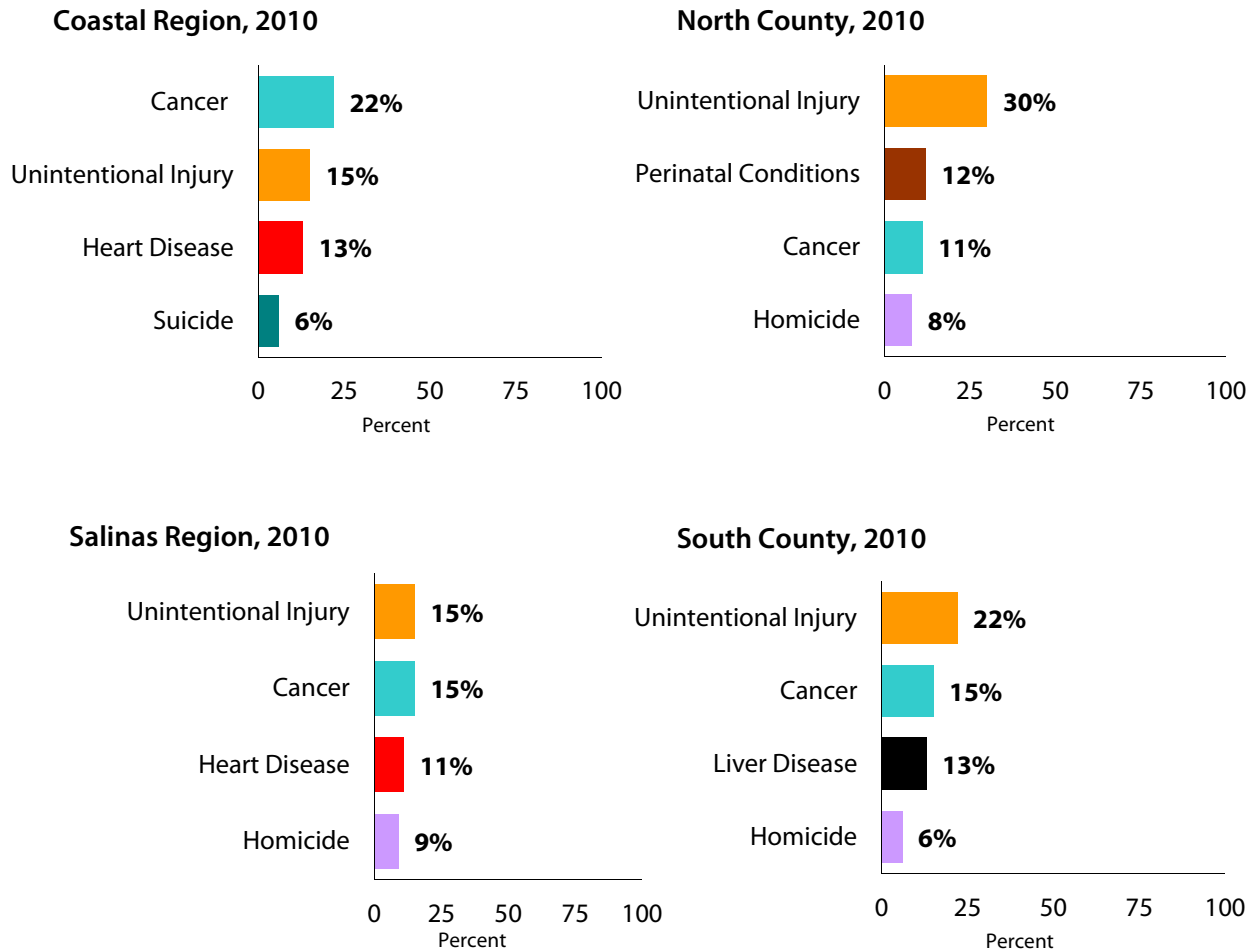 Coastal Region, 2010
Cancer 22%
Unintentional Injury 15%
Heart Disease 13%
Suicide 6%
0 25 50 75 100
Percent
North County, 2010
Unintentional Injury 30%
Perinatal Conditions 12%
Cancer 11%
Homicide 8%
0 25 50 75 100
Percent
Salinas Region, 2010
Unintentional Injury 15%
Cancer 15%
Heart Disease 11%
Homicide 9%
0 25 50 75 100
Percent
South County, 2010
Unintentional Injury 22%
Cancer 15%
Liver Disease 13%
Homicide 6%
0 25 50 75 100
Percent